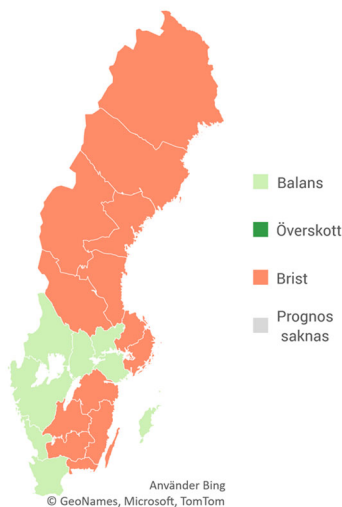 Balans
Överskott
Brist
Prognos
saknas
Använder Bing
© GeoNames, Microsoft, TomTom